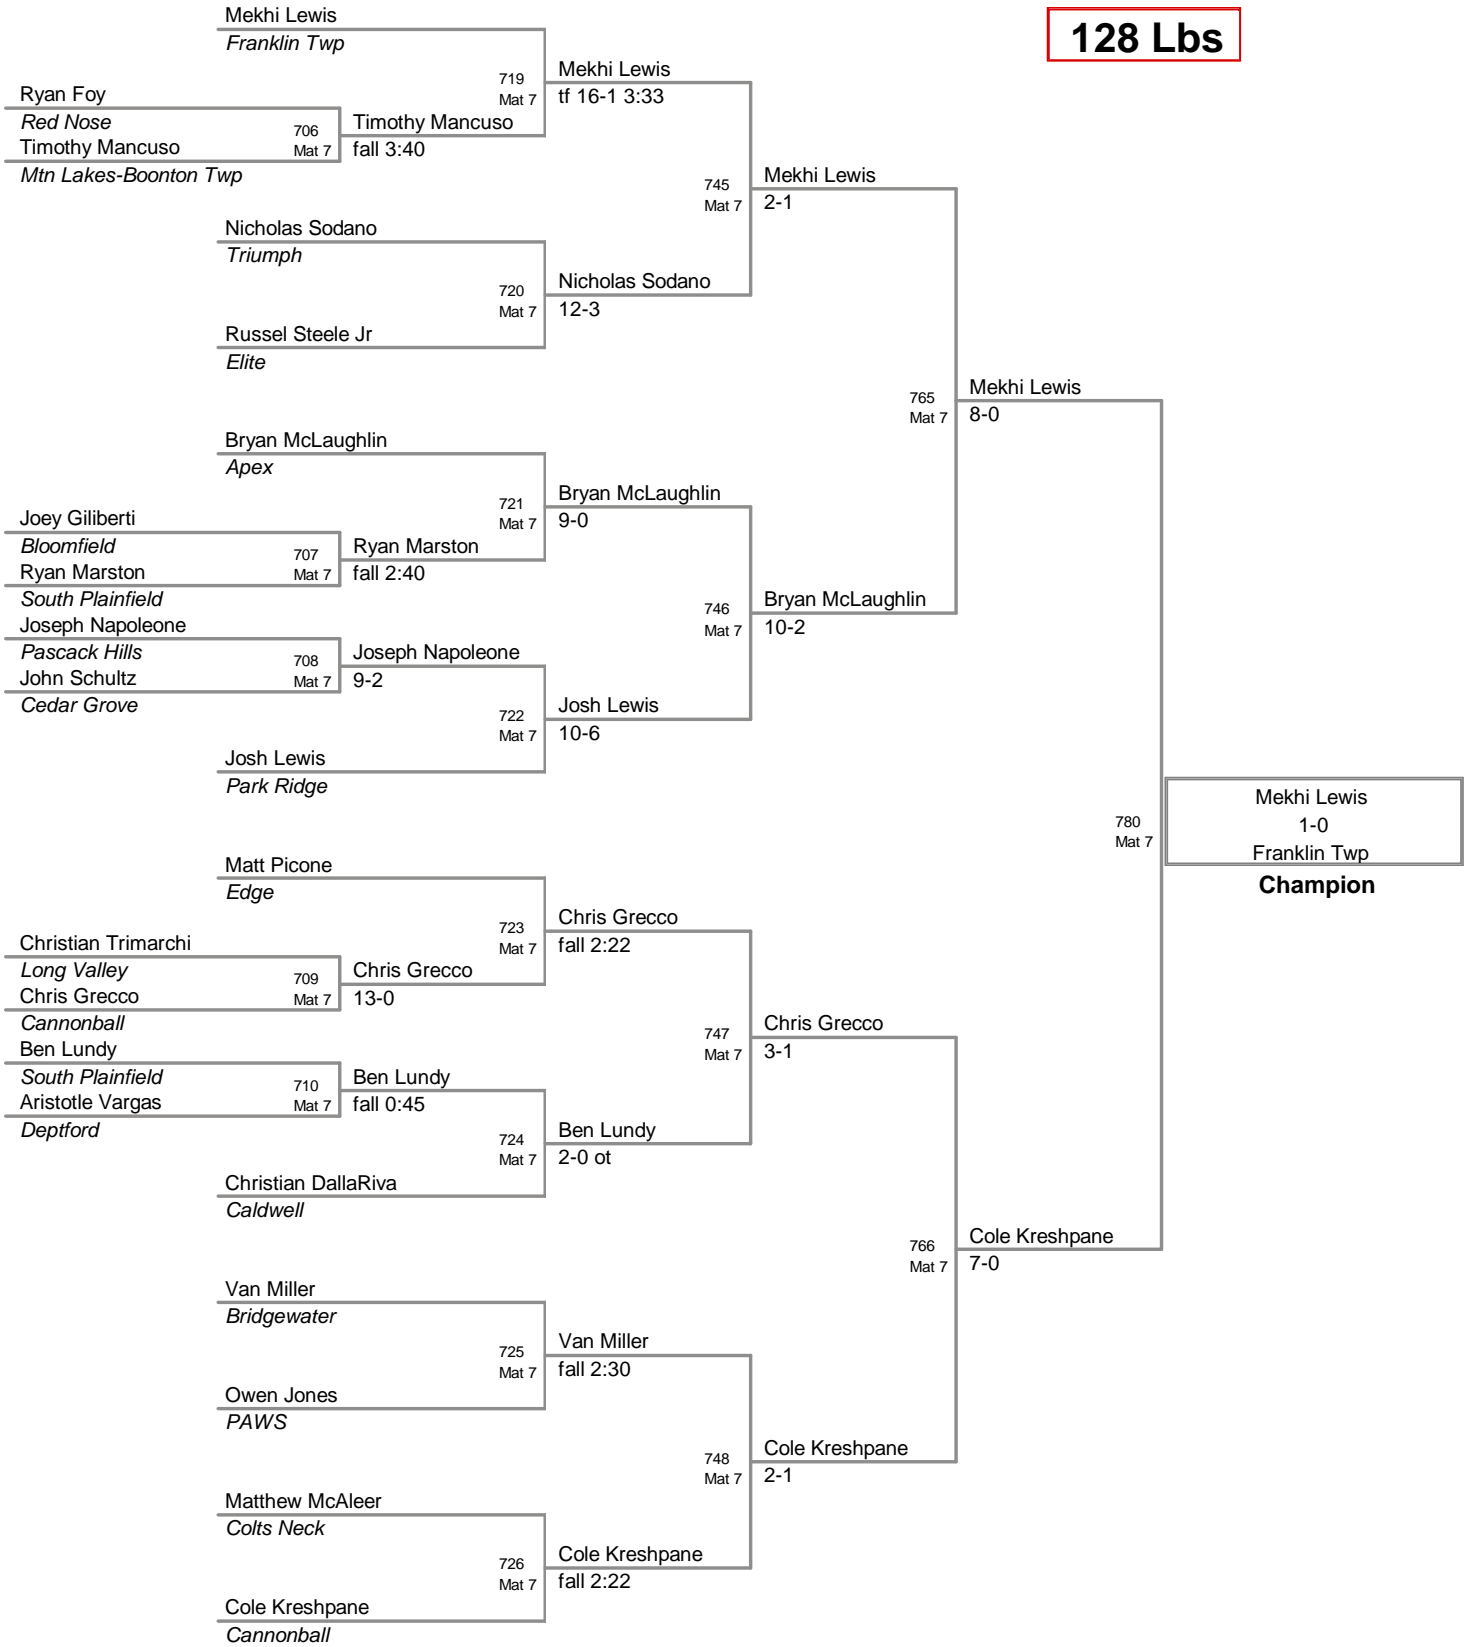 Mekhi Lewis
128 Lbs
Franklin Twp
719
Mat 7
Mekhi Lewis
tf 16-1 3:33
Ryan Foy
Red Nose
706
Mat 7
Timothy Mancuso
fall 3:40
Timothy Mancuso
Mtn Lakes-Boonton Twp
745
Mat 7
Mekhi Lewis
2-1
Nicholas Sodano
Triumph
720
Mat 7
Nicholas Sodano
12-3
Russel Steele Jr
Elite
765
Mat 7
Mekhi Lewis
8-0
Bryan McLaughlin
Apex
721
Mat 7
Bryan McLaughlin
9-0
Joey Giliberti
Bloomfield
707
Mat 7
Ryan Marston
fall 2:40
Ryan Marston
South Plainfield
746
Mat 7
Bryan McLaughlin
10-2
Joseph Napoleone
Pascack Hills
708
Mat 7
Joseph Napoleone
9-2
John Schultz
Cedar Grove
722
Mat 7
Josh Lewis
10-6
Josh Lewis
Park Ridge
780
Mat 7
Mekhi Lewis
1-0
Franklin Twp
Champion
Matt Picone
Edge
723
Mat 7
Chris Grecco
fall 2:22
Christian Trimarchi
Long Valley
709
Mat 7
Chris Grecco
13-0
Chris Grecco
Cannonball
747
Mat 7
Chris Grecco
3-1
Ben Lundy
South Plainfield
710
Mat 7
Ben Lundy
fall 0:45
Aristotle Vargas
Deptford
724
Mat 7
Ben Lundy
2-0 ot
Christian DallaRiva
Caldwell
766
Mat 7
Cole Kreshpane
7-0
Van Miller
Bridgewater
725
Mat 7
Van Miller
fall 2:30
Owen Jones
PAWS
748
Mat 7
Cole Kreshpane
2-1
Matthew McAleer
Colts Neck
726
Mat 7
Cole Kreshpane
fall 2:22
Cole Kreshpane
Cannonball